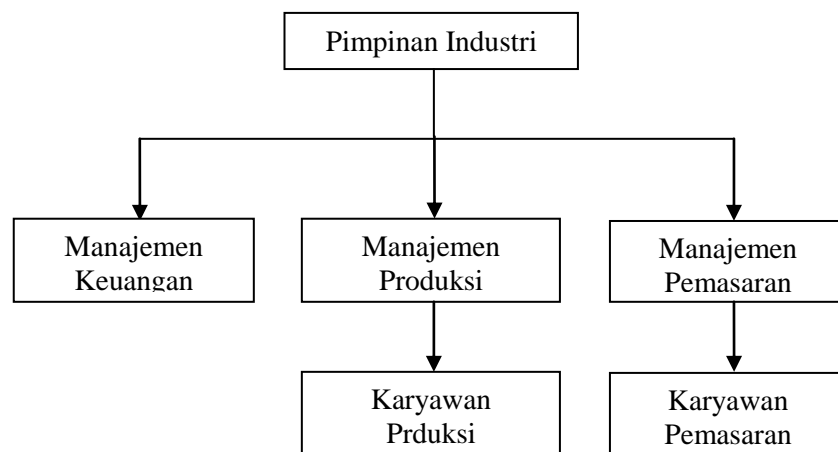 Pimpinan Industri
Manajemen
Keuangan
Manajemen
Produksi
Manajemen
Pemasaran
Karyawan
Prduksi
Karyawan
Pemasaran